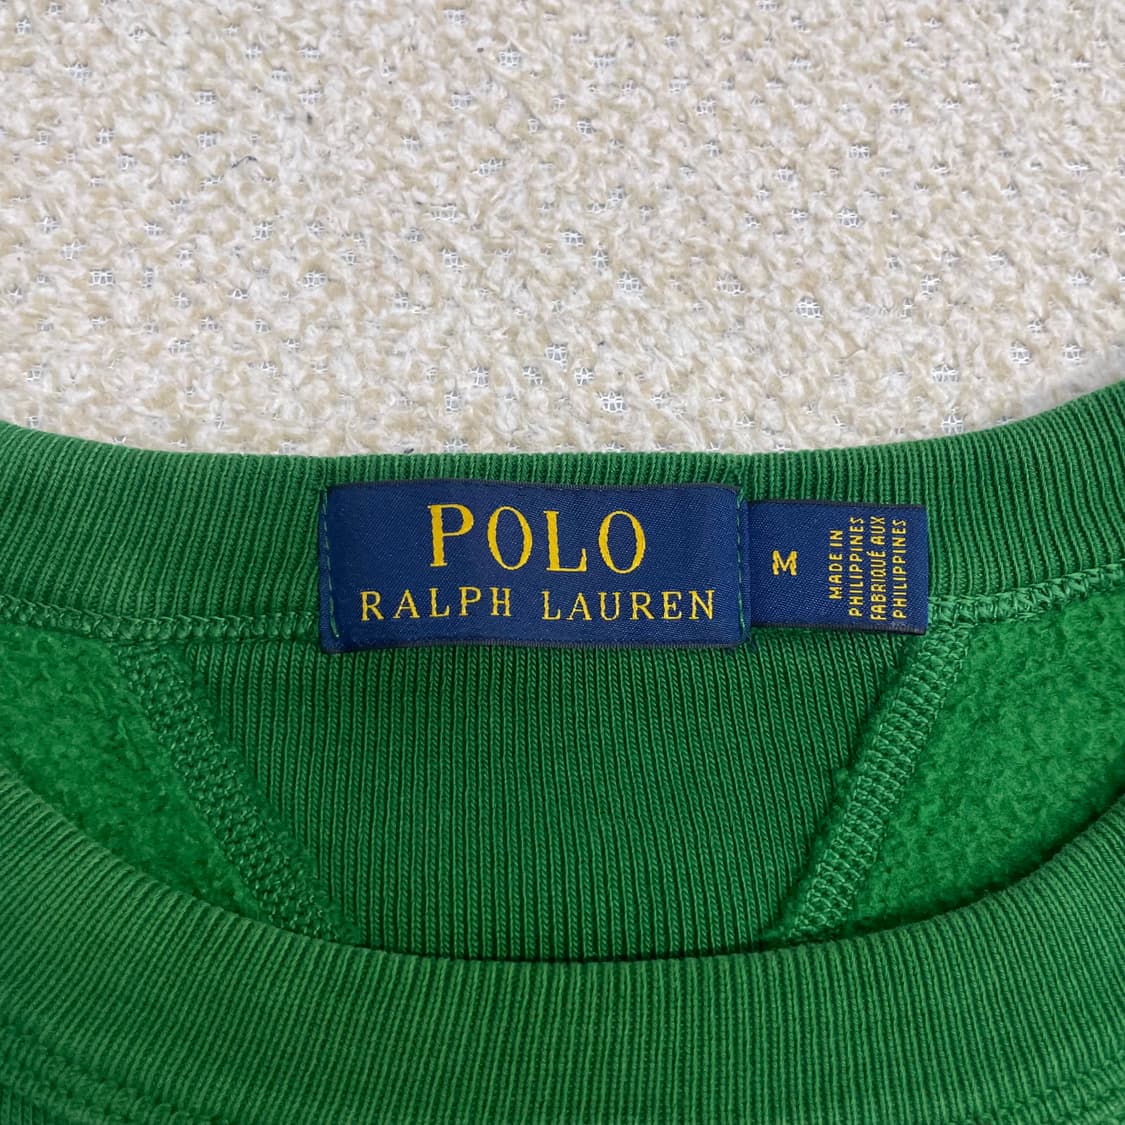 POLO
RALPH LAUREN
M
MADE IN
PHILIPPINES
FABRIQUÉ AUX
PHILIPPINES